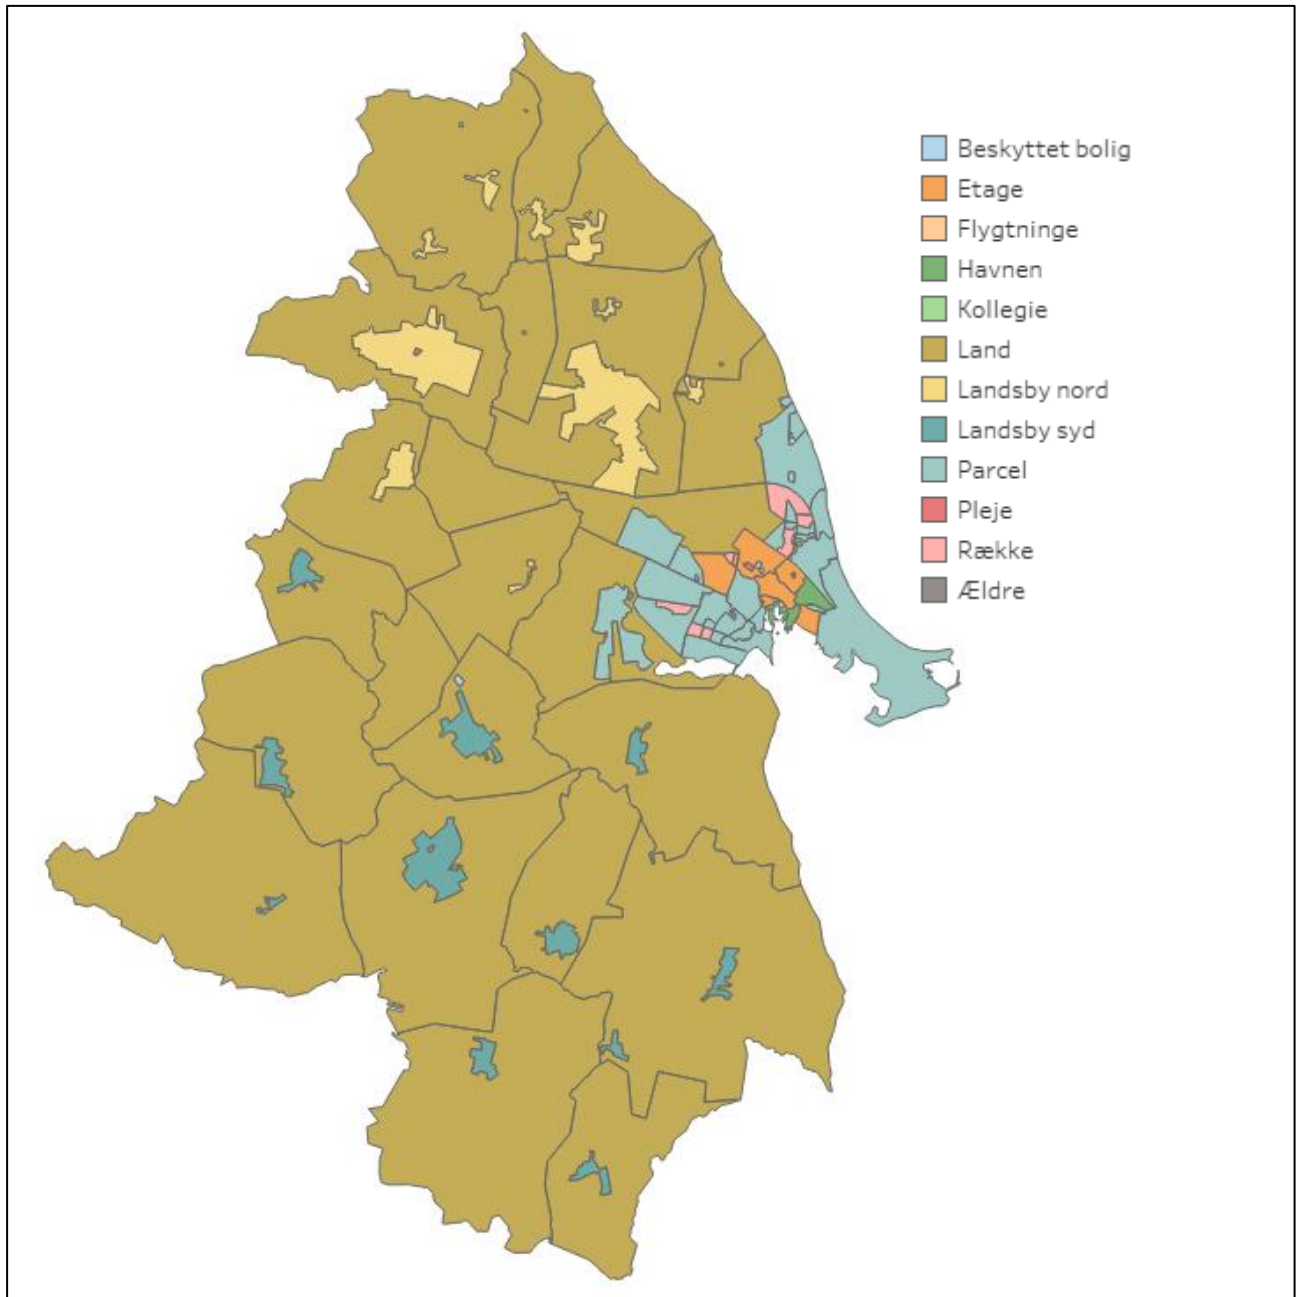 Beskyttet bolig
Etage
Flygtninge
Havnen
Kollegie
Land
Landsby nord
Landsby syd
Parcel
Pleje
Række
Ældre